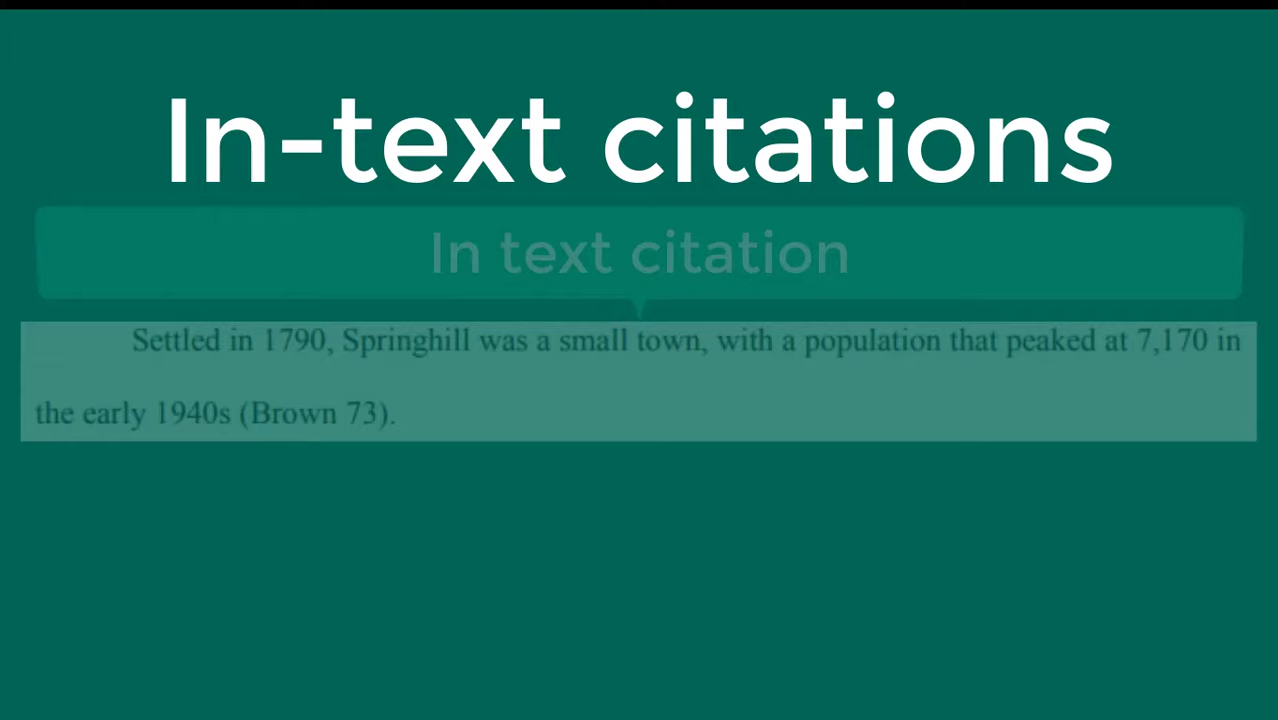 In-text citations
In text citation
Settled in 1790, Springhill was a small town, with a population that peaked at 7,170 in
the early 1940s (Brown 73).